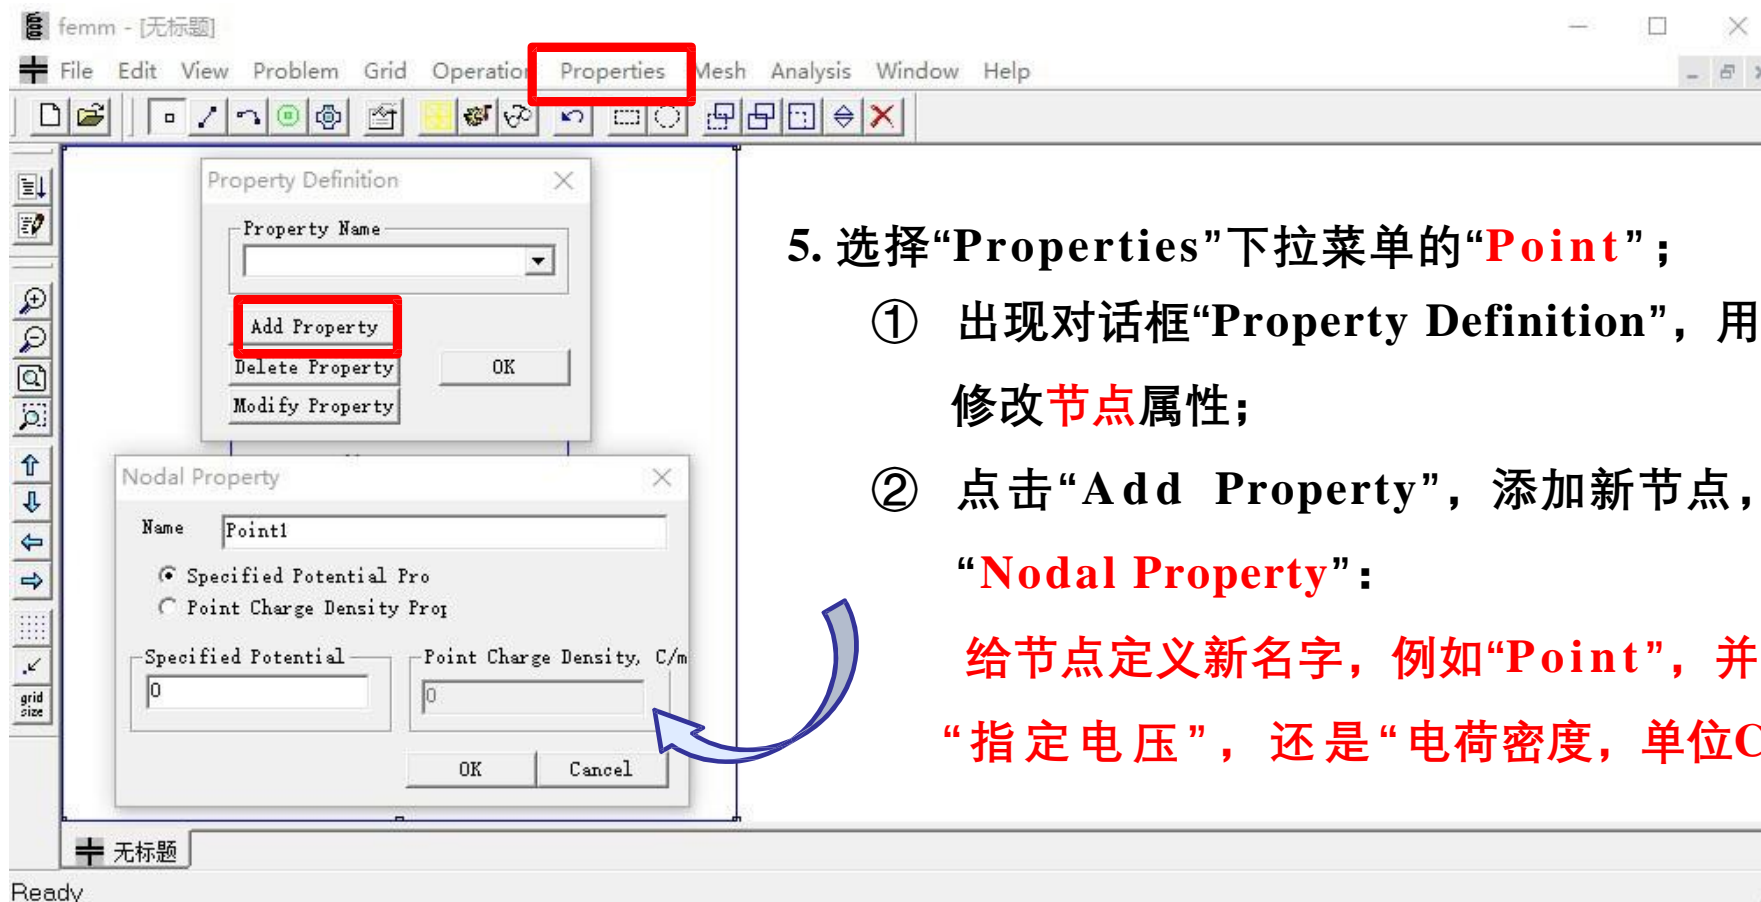 femm - [无标题]
File Edit View Problem Grid Operation Properties Mesh Analysis Window Help
Property Definition
Property Name
Add Property
Delete Property
OK
Modify Property
Nodal Property
Name Point1
Specified Potential Pro
Point Charge Density Prop
Specified Potential
Point Charge Density, C/m
0
0
OK Cancel
grid
size
5. 选择“Properties”下拉菜单的“Point”；
① 出现对话框“Property Definition”，用
修改节点属性；
② 点击“Add Property”，添加新节点，
“Nodal Property”：
给节点定义新名字，例如“Point”，并
“指定电压”，还是“电荷密度，单位C
无标题
Ready